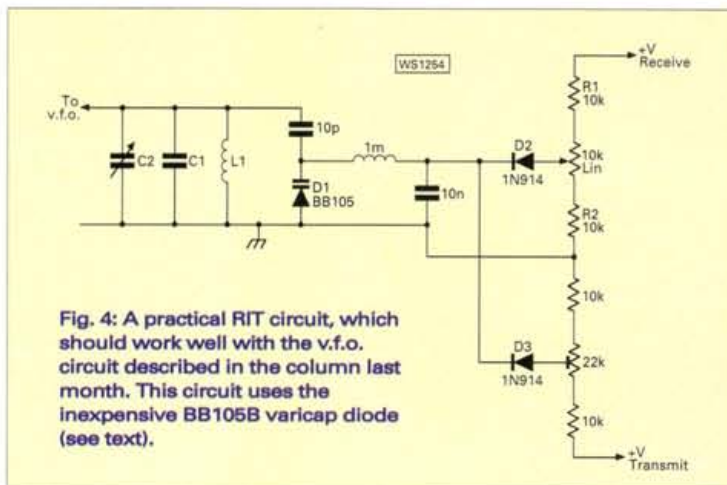 WS1254
+V
Receive
R1
10k
To
v.f.o.
10p
C2
C1
L1
1m
D2
1N914
10k
Lin
D1
BB105
10n
R2
10k
10k
D3
1N914
22k
10k
+V
Transmit
Fig. 4: A practical RIT circuit, which
should work well with the v.f.o.
circuit described in the column last
month. This circuit uses the
inexpensive BB105B varicap diode
(see text).